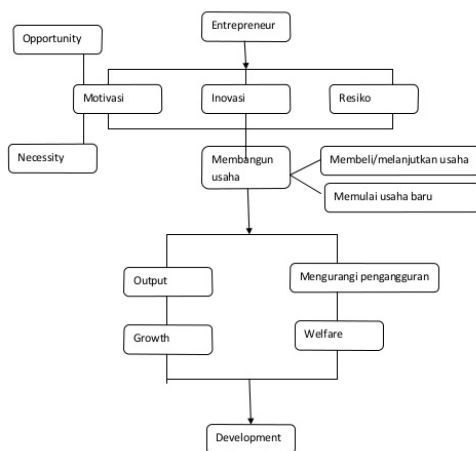 Entrepreneur
Opportunity
Motivasi
Inovasi
Resiko
Necessity
Membangun
usaha
Membeli/melanjutkan usaha
Memulai usaha baru
Output
Mengurangi pengangguran
Growth
Welfare
Development